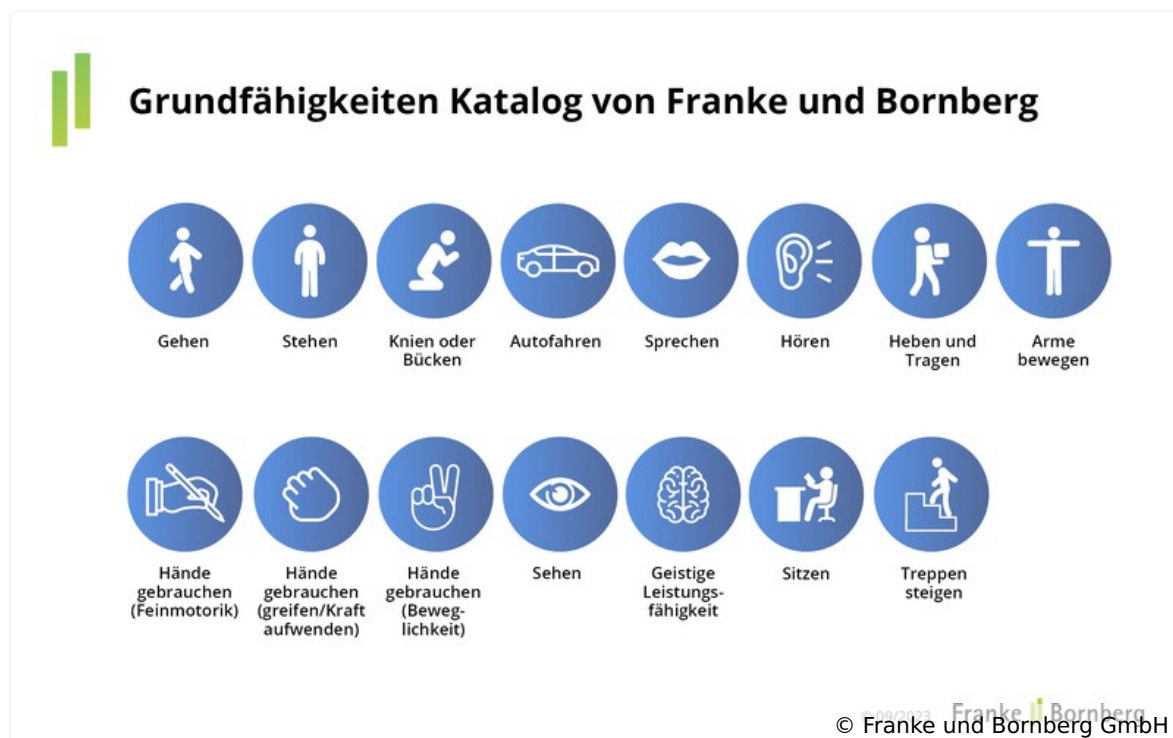 Grundfähigkeiten Katalog von Franke und Bornberg
Gehen
Stehen
Knien oder
Bücken
Autofahren
Sprechen
Hören
Heben und
Tragen
Arme
bewegen
Hände
gebrauchen
(Feinmotorik)
Hände
gebrauchen
(greifen/Kraft
aufwenden)
Hände
gebrauchen
(Beweg-
lichkeit)
Sehen
Geistige
Leistungs-
fähigkeit
Sitzen
Treppen
steigen
© 09/2023
Franke Bornberg
© Franke und Bornberg GmbH